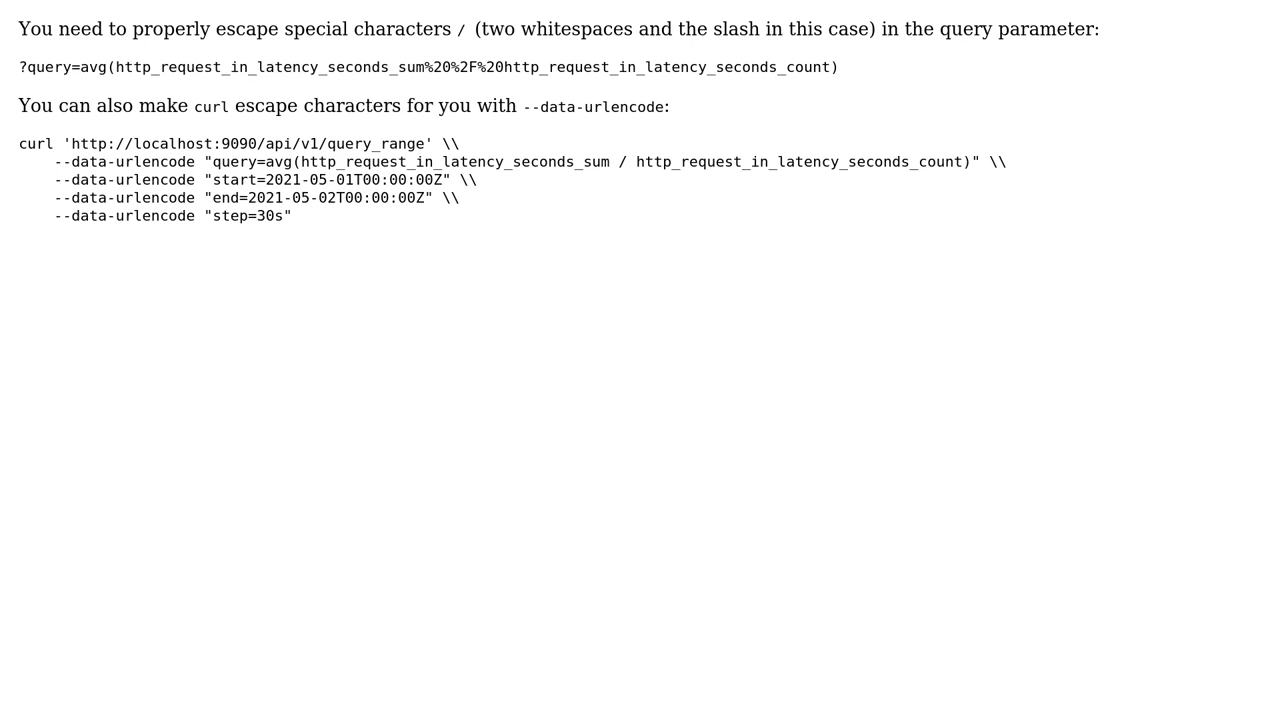 You need to properly escape special characters / (two whitespaces and the slash in this case) in the query parameter:
?query=avg(http_request_in_latency_seconds_sum%20%2F%20http_request_in_latency_seconds_count)
You can also make curl escape characters for you with --data-urlencode:
curl 'http://localhost:9090/api/v1/query_range' \\
    --data-urlencode "query=avg(http_request_in_latency_seconds_sum / http_request_in_latency_seconds_count)" \\
    --data-urlencode "start=2021-05-01T00:00:00Z" \\
    --data-urlencode "end=2021-05-02T00:00:00Z" \\
    --data-urlencode "step=30s"